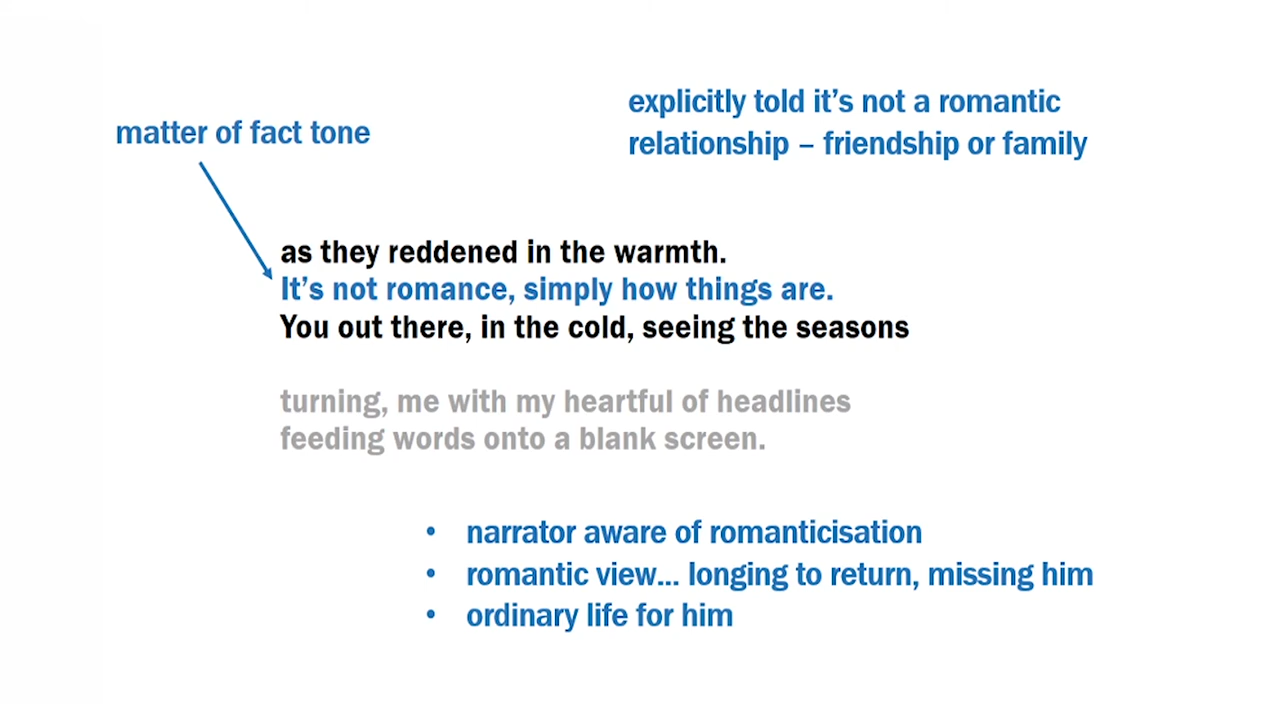 explicitly told it’s not a romantic
relationship – friendship or family
matter of fact tone
as they reddened in the warmth.
It’s not romance, simply how things are.
You out there, in the cold, seeing the seasons
turning, me with my heartful of headlines
feeding words onto a blank screen.
• narrator aware of romanticisation
• romantic view... longing to return, missing him
• ordinary life for him